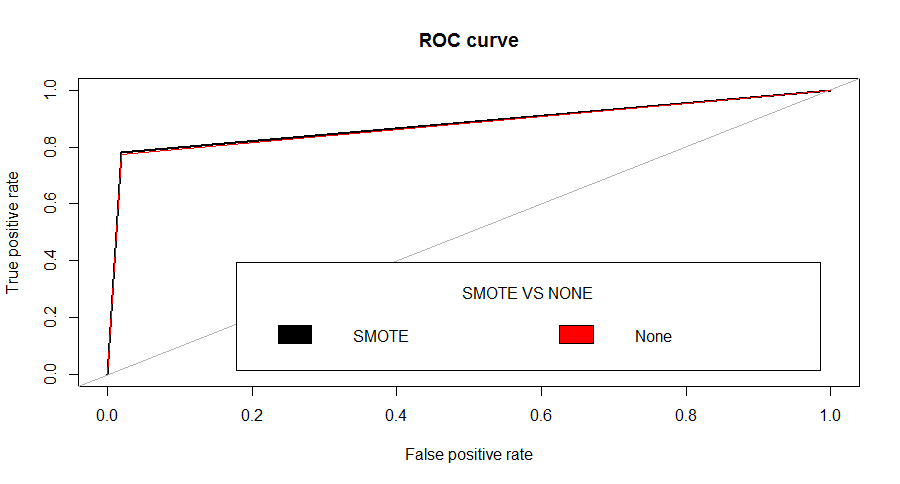 ROC curve
True positive rate
1.0
0.8
0.6
0.4
0.2
0.0
SMOTE VS NONE
SMOTE None
0.0 0.2 0.4 0.6 0.8 1.0
False positive rate